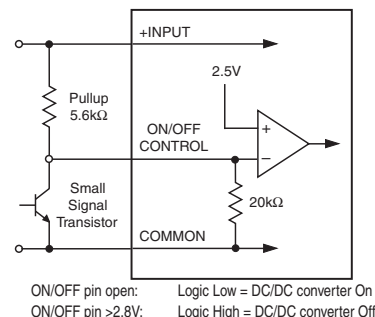 +INPUT
2.5V
Pullup
5.6kΩ
ON/OFF
CONTROL
+
–
Small
Signal
Transistor
20kΩ
COMMON
ON/OFF pin open: Logic Low = DC/DC converter On
ON/OFF pin >2.8V: Logic High = DC/DC converter Off